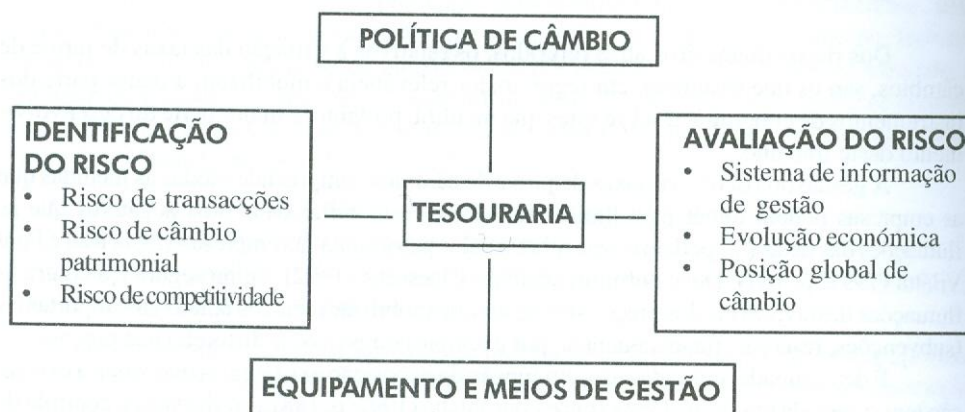 POLÍTICA DE CÂMBIO
IDENTIFICAÇÃO
DO RISCO
• Risco de transacções
• Risco de câmbio
patrimonial
• Risco de competitividade
TESOURARIA
AVALIAÇÃO DO RISCO
• Sistema de informação
de gestão
• Evolução económica
• Posição global de
câmbio
EQUIPAMENTO E MEIOS DE GESTÃO